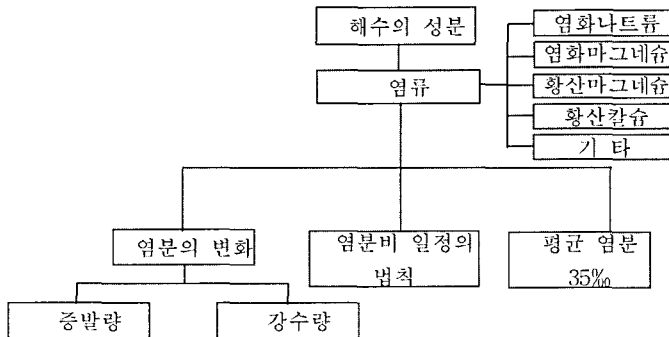 해수의 성분
염류
염화나트륨
염화마그네슘
황산마그네슘
황산칼슘
기 타
염분의 변화
염분비 일정의
법칙
평균 염분
35‰
증발량
강수량